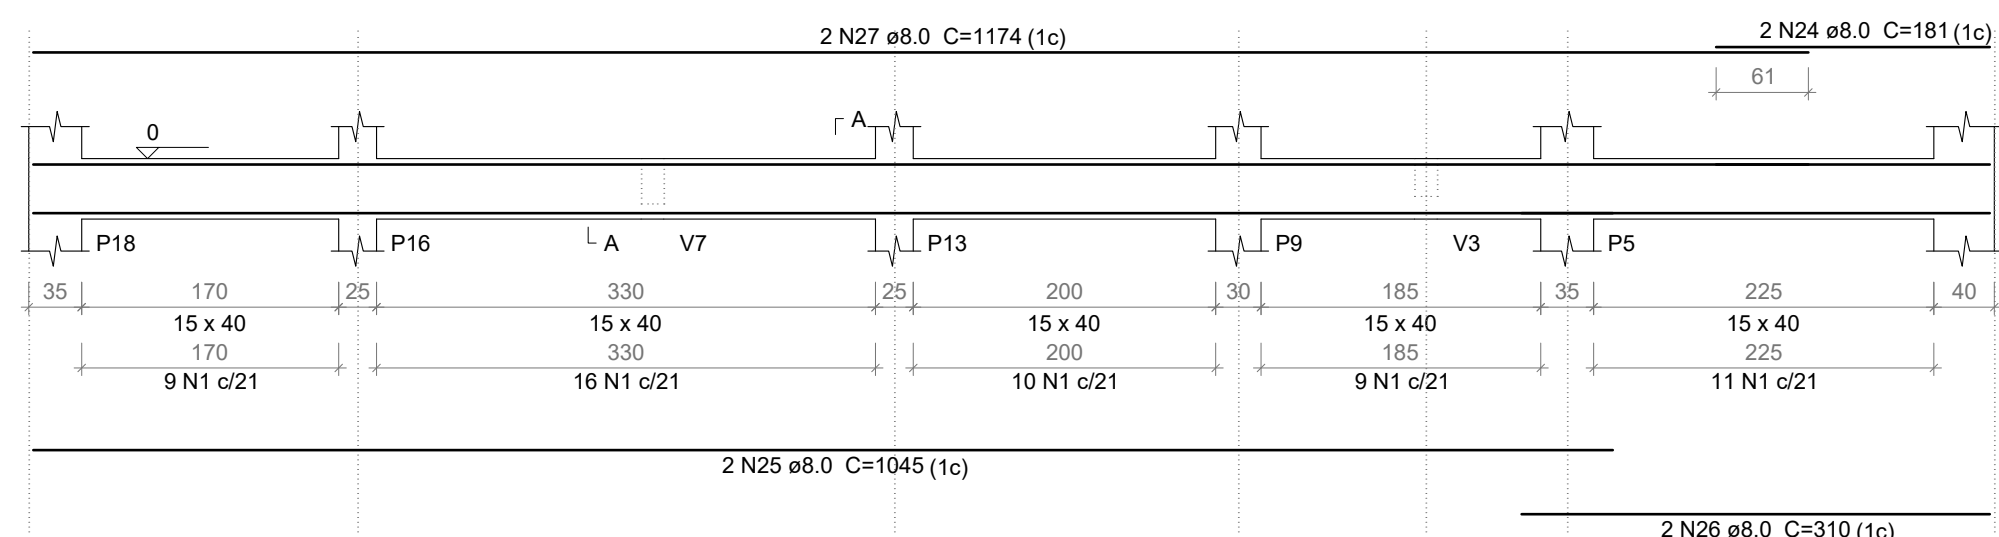 2 N27 ø8.0 C=1174 (1c)
2 N24 ø8.0 C=181 (1c)
61
0
A
P18
P16
A
V7
P13
P9
V3
P5
35 170 25 330 25 200 30 185 35 225 40
15 x 40 15 x 40 15 x 40 15 x 40 15 x 40
170 330 200 185 225
9 N1 c/21 16 N1 c/21 10 N1 c/21 9 N1 c/21 11 N1 c/21
2 N25 ø8.0 C=1045 (1c)
2 N26 ø8.0 C=310 (1c)